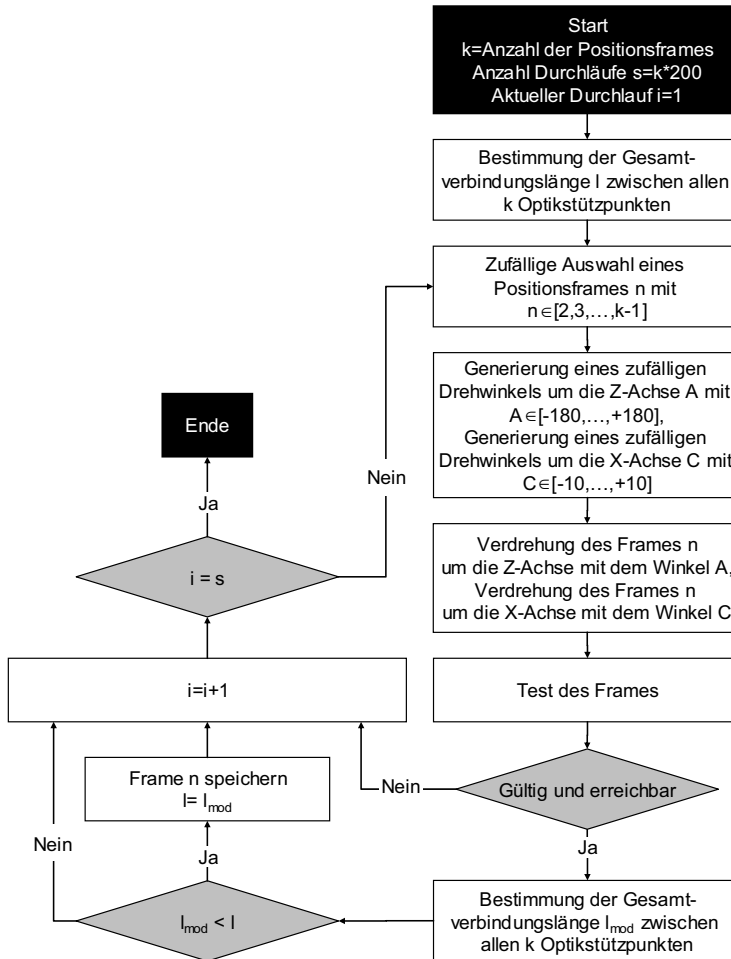 Start
k=Anzahl der Positionsframes
Anzahl Durchläufe s=k*200
Aktueller Durchlauf i=1
Bestimmung der Gesamt-
verbindungslänge l zwischen allen
k Optikstützpunkten
Zufällige Auswahl eines
Positionsframes n mit
n∈[2,3,…,k-1]
Generierung eines zufälligen
Drehwinkels um die Z-Achse A mit
A∈[-180,…,+180],
Generierung eines zufälligen
Drehwinkels um die X-Achse C mit
C∈[-10,…,+10]
Verdrehung des Frames n
um die Z-Achse mit dem Winkel A,
Verdrehung des Frames n
um die X-Achse mit dem Winkel C
Test des Frames
Gültig und erreichbar
Nein
Ja
Bestimmung der Gesamt-
verbindungslänge lmod zwischen
allen k Optikstützpunkten
lmod < l
Nein
Ja
Frame n speichern
l= lmod
i=i+1
i = s
Nein
Ja
Ende